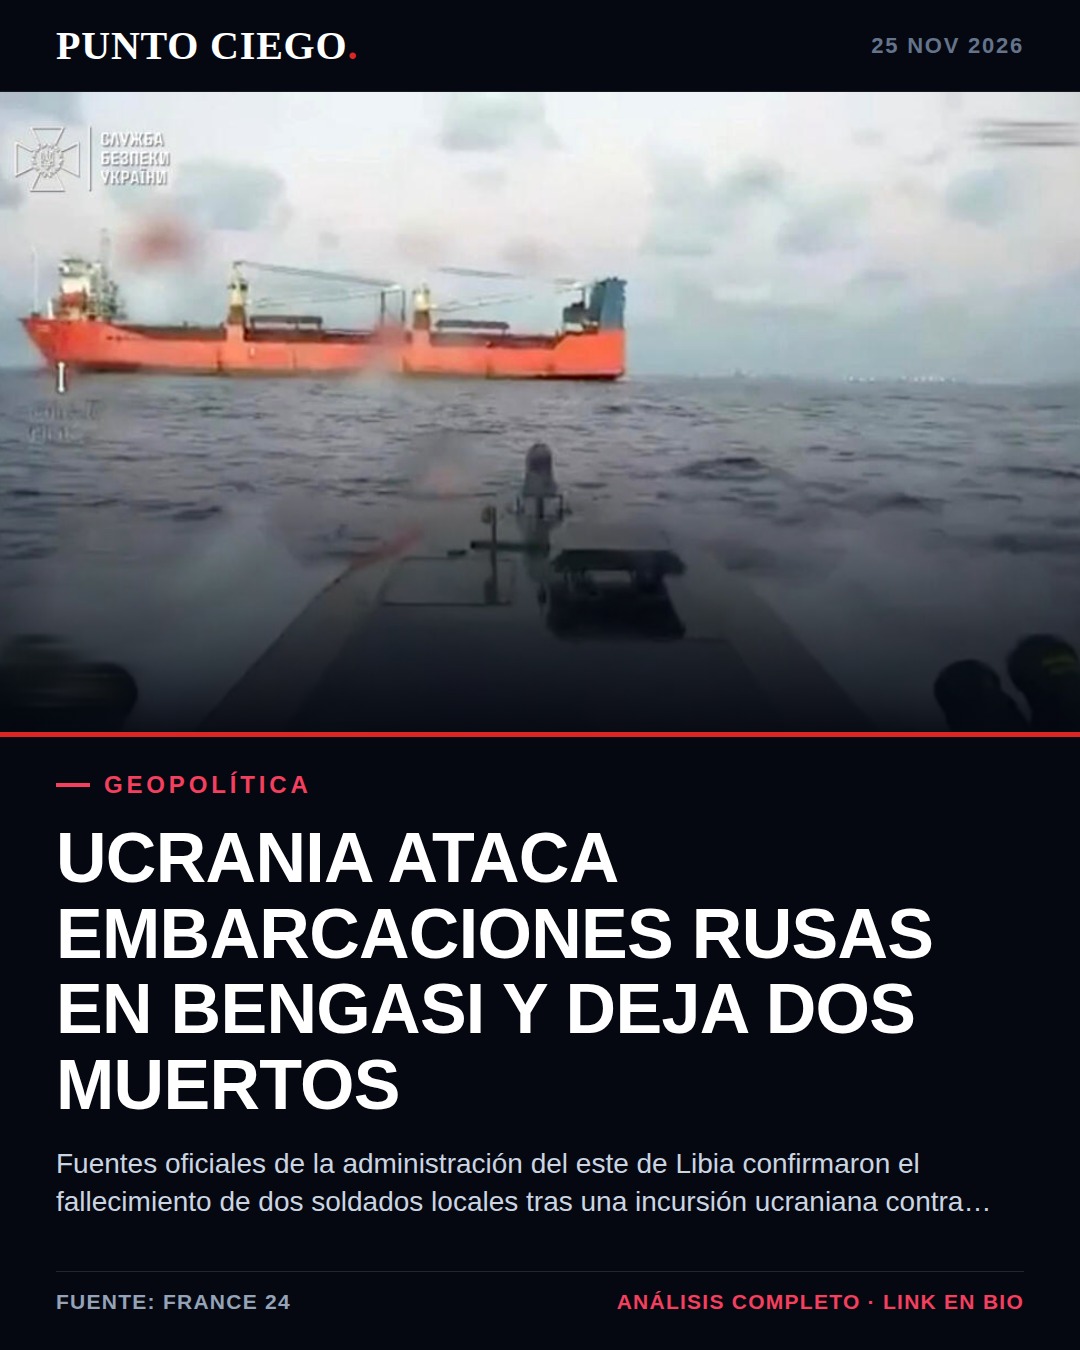 PUNTO CIEGO.
25 NOV 2026
СЛУЖБА
БЕЗПЕКИ
УКРАЇНИ
GEOPOLÍTICA
UCRANIA ATACA
EMBARCACIONES RUSAS
EN BENGASI Y DEJA DOS
MUERTOS
Fuentes oficiales de la administración del este de Libia confirmaron el
fallecimiento de dos soldados locales tras una incursión ucraniana contra…
FUENTE: FRANCE 24
ANÁLISIS COMPLETO · LINK EN BIO